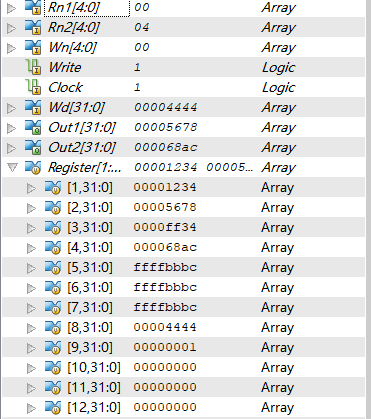 Rn1[4:0] 00 Array
Rn2[4:0] 04 Array
Wn[4:0] 00 Array
Write 1 Logic
Clock 1 Logic
Wd[31:0] 00004444 Array
Out1[31:0] 00005678 Array
Out2[31:0] 000068ac Array
Register[1:... 00001234 00005... Array
[1,31:0] 00001234 Array
[2,31:0] 00005678 Array
[3,31:0] 0000ff34 Array
[4,31:0] 000068ac Array
[5,31:0] ffffbbbc Array
[6,31:0] ffffbbbc Array
[7,31:0] ffffbbbc Array
[8,31:0] 00004444 Array
[9,31:0] 00000001 Array
[10,31:0] 00000000 Array
[11,31:0] 00000000 Array
[12,31:0] 00000000 Array